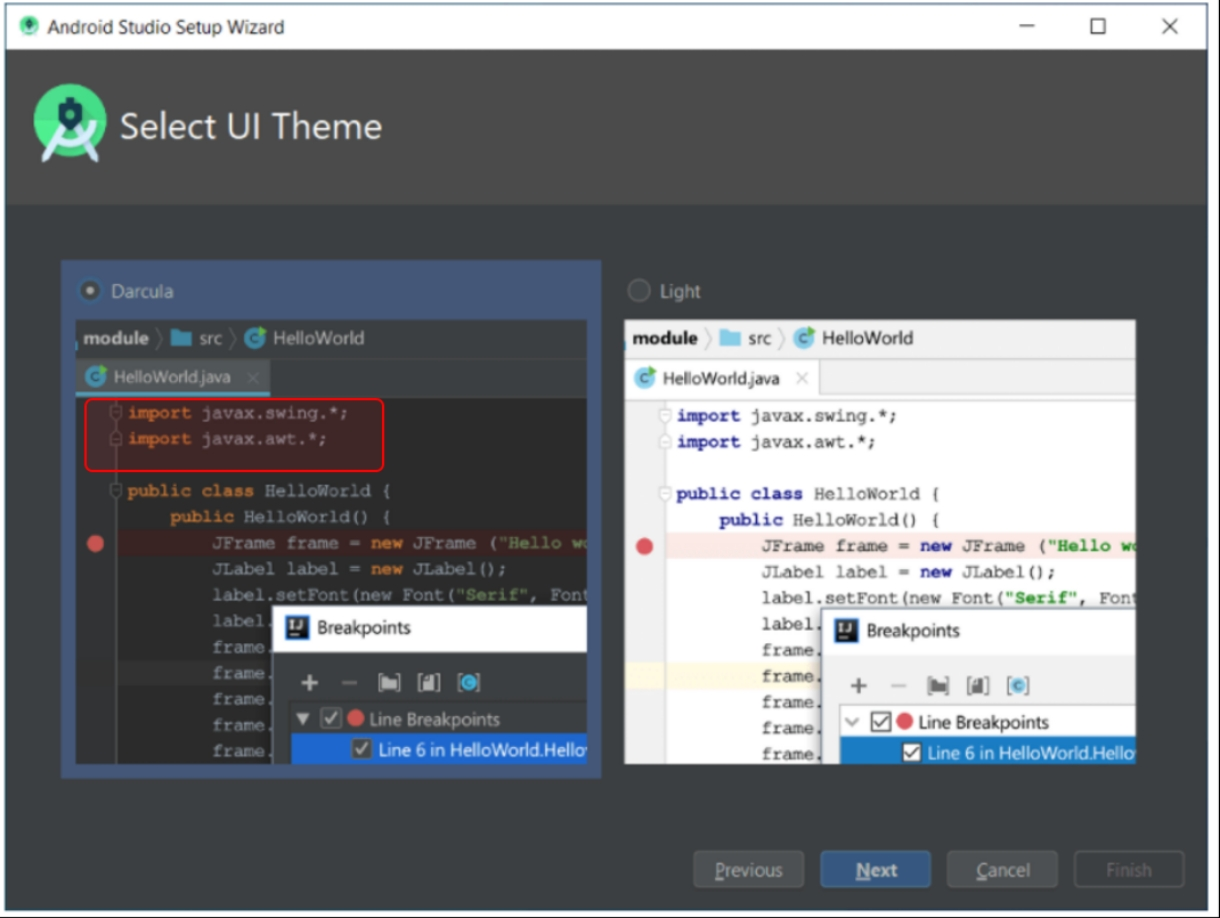 Android Studio Setup Wizard
Select UI Theme
Darcula
module src HelloWorld
HelloWorld.java
import javax.swing.*;
import javax.awt.*;
public class HelloWorld {
public HelloWorld() {
JFrame frame = new JFrame ("Hello wo
JLabel label = new JLabel();
label.setFont(new Font("Serif", Font
label.
frame.
frame.
frame.
frame.
frame.
IJ Breakpoints
Line Breakpoints
Line 6 in HelloWorld.Hello
Light
module src HelloWorld
HelloWorld.java
import javax.swing.*;
import javax.awt.*;
public class HelloWorld {
public HelloWorld() {
JFrame frame = new JFrame ("Hello wo
JLabel label = new JLabel();
label.setFont(new Font("Serif", Font
label.
frame.
frame.
frame.
frame.
frame.
IJ Breakpoints
Line Breakpoints
Line 6 in HelloWorld.Hello
Previous Next Cancel Finish